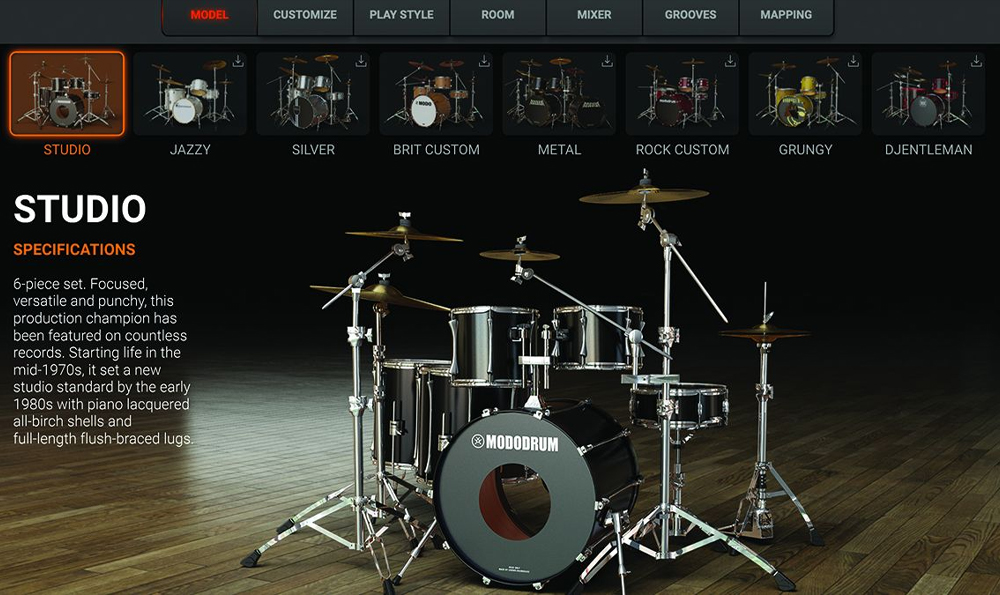 MODEL
CUSTOMIZE
PLAY STYLE
ROOM
MIXER
GROOVES
MAPPING
STUDIO
JAZZY
SILVER
BRIT CUSTOM
METAL
ROCK CUSTOM
GRUNGY
DJENTLEMAN
STUDIO
SPECIFICATIONS
6-piece set. Focused,
versatile and punchy, this
production champion has
been featured on countless
records. Starting life in the
mid-1970s, it set a new
studio standard by the early
1980s with piano lacquered
all-birch shells and
full-length flush-braced lugs.
MODODRUM